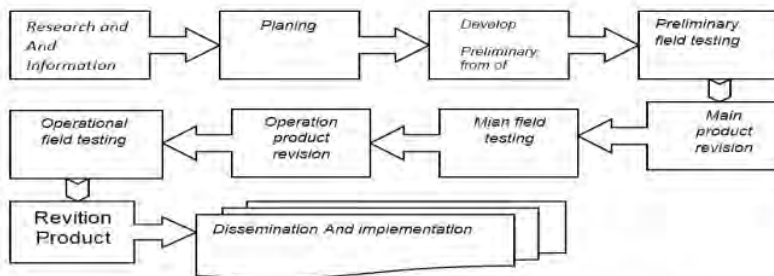 Research and
And
Information
Planing
Develop
Preliminary
from of
Preliminary
field testing
Main
product
revision
Mian field
testing
Operation
product
revision
Operational
field testing
Revition
Product
Dissemination And implementation